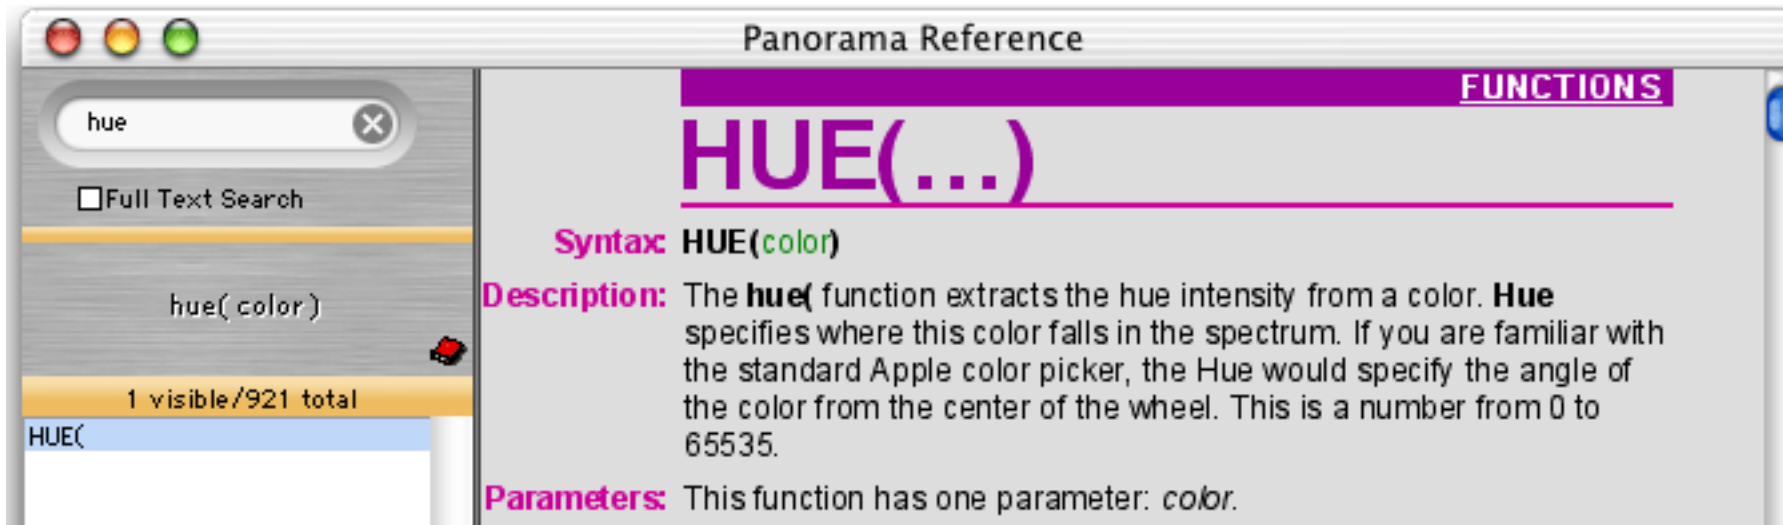 Panorama Reference
hue
Full Text Search
hue( color )
1 visible/921 total
HUE(
FUNCTIONS
HUE(...)
Syntax: HUE(color)
Description: The hue( function extracts the hue intensity from a color. Hue
specifies where this color falls in the spectrum. If you are familiar with
the standard Apple color picker, the Hue would specify the angle of
the color from the center of the wheel. This is a number from 0 to
65535.
Parameters: This function has one parameter: color.